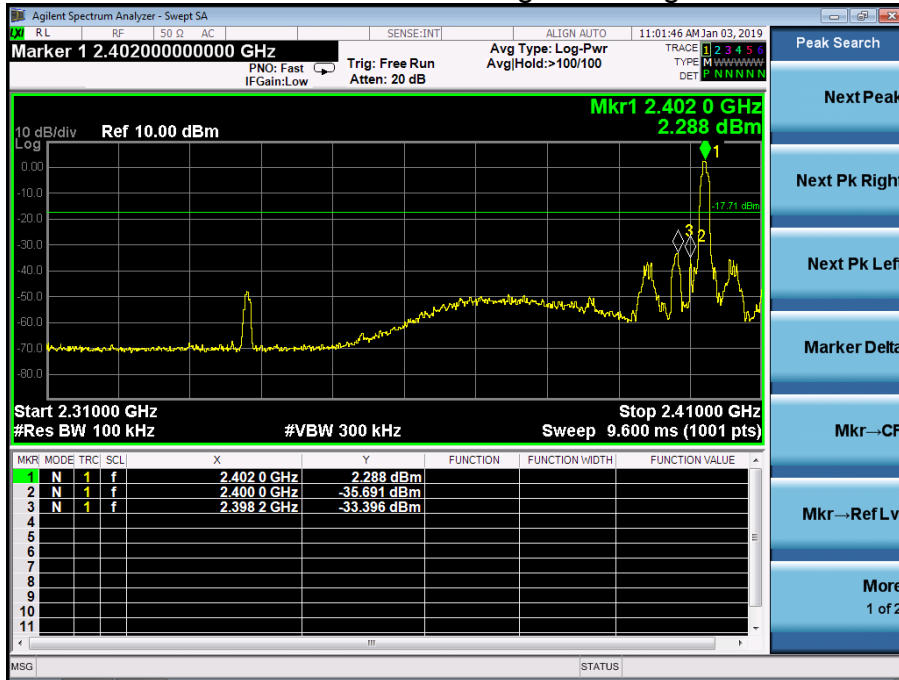 Agilent Spectrum Analyzer - Swept SA
LXI RL RF 50 Ω AC SENSE:INT ALIGN AUTO 11:01:46 AM Jan 03, 2019
Marker 1 2.402000000000 GHz
PNO: Fast
IFGain:Low
Trig: Free Run
Atten: 20 dB
Avg Type: Log-Pwr
Avg|Hold:>100/100
TRACE 1 2 3 4 5 6
TYPE M WWWWW
DET P N N N N N
Mkr1 2.402 0 GHz
2.288 dBm
10 dB/div Ref 10.00 dBm
Log
1
0.00
-10.0
-17.71 dBm
-20.0
3 2
-30.0
-40.0
-50.0
-60.0
-70.0
-80.0
Start 2.31000 GHz Stop 2.41000 GHz
#Res BW 100 kHz #VBW 300 kHz Sweep 9.600 ms (1001 pts)
MKR MODE TRC SCL X Y FUNCTION FUNCTION WIDTH FUNCTION VALUE
1 N 1 f 2.402 0 GHz 2.288 dBm
2 N 1 f 2.400 0 GHz -35.691 dBm
3 N 1 f 2.398 2 GHz -33.396 dBm
4
5
6
7
8
9
10
11
MSG STATUS
Peak Search
Next Peak
Next Pk Right
Next Pk Left
Marker Delta
Mkr→CF
Mkr→Ref Lv
More
1 of 2